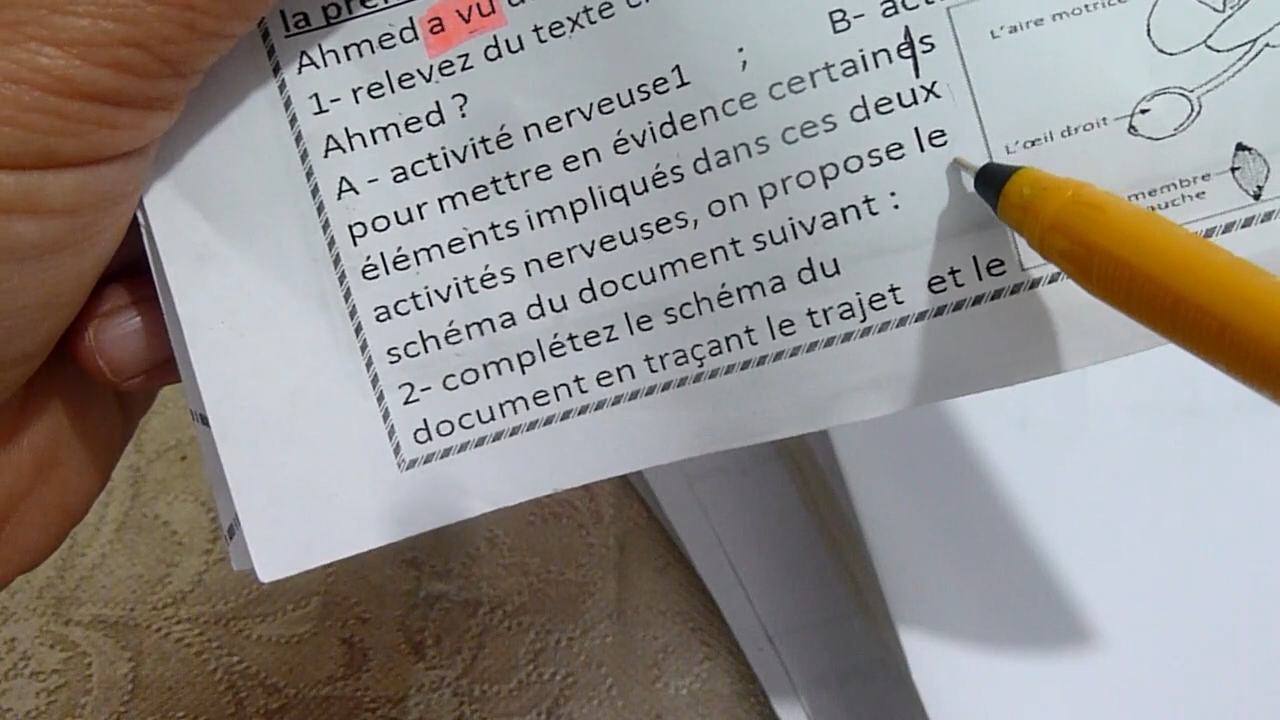 la
Ahmed a vu
1- relevez du texte
Ahmed ?
A - activité nerveuse1 ; B-
pour mettre en évidence certaines
éléments impliqués dans ces deux
activités nerveuses, on propose le
schéma du document suivant :
2- complétez le schéma du
document en traçant le trajet et le
L'aire motrice
L'œil droit
membre